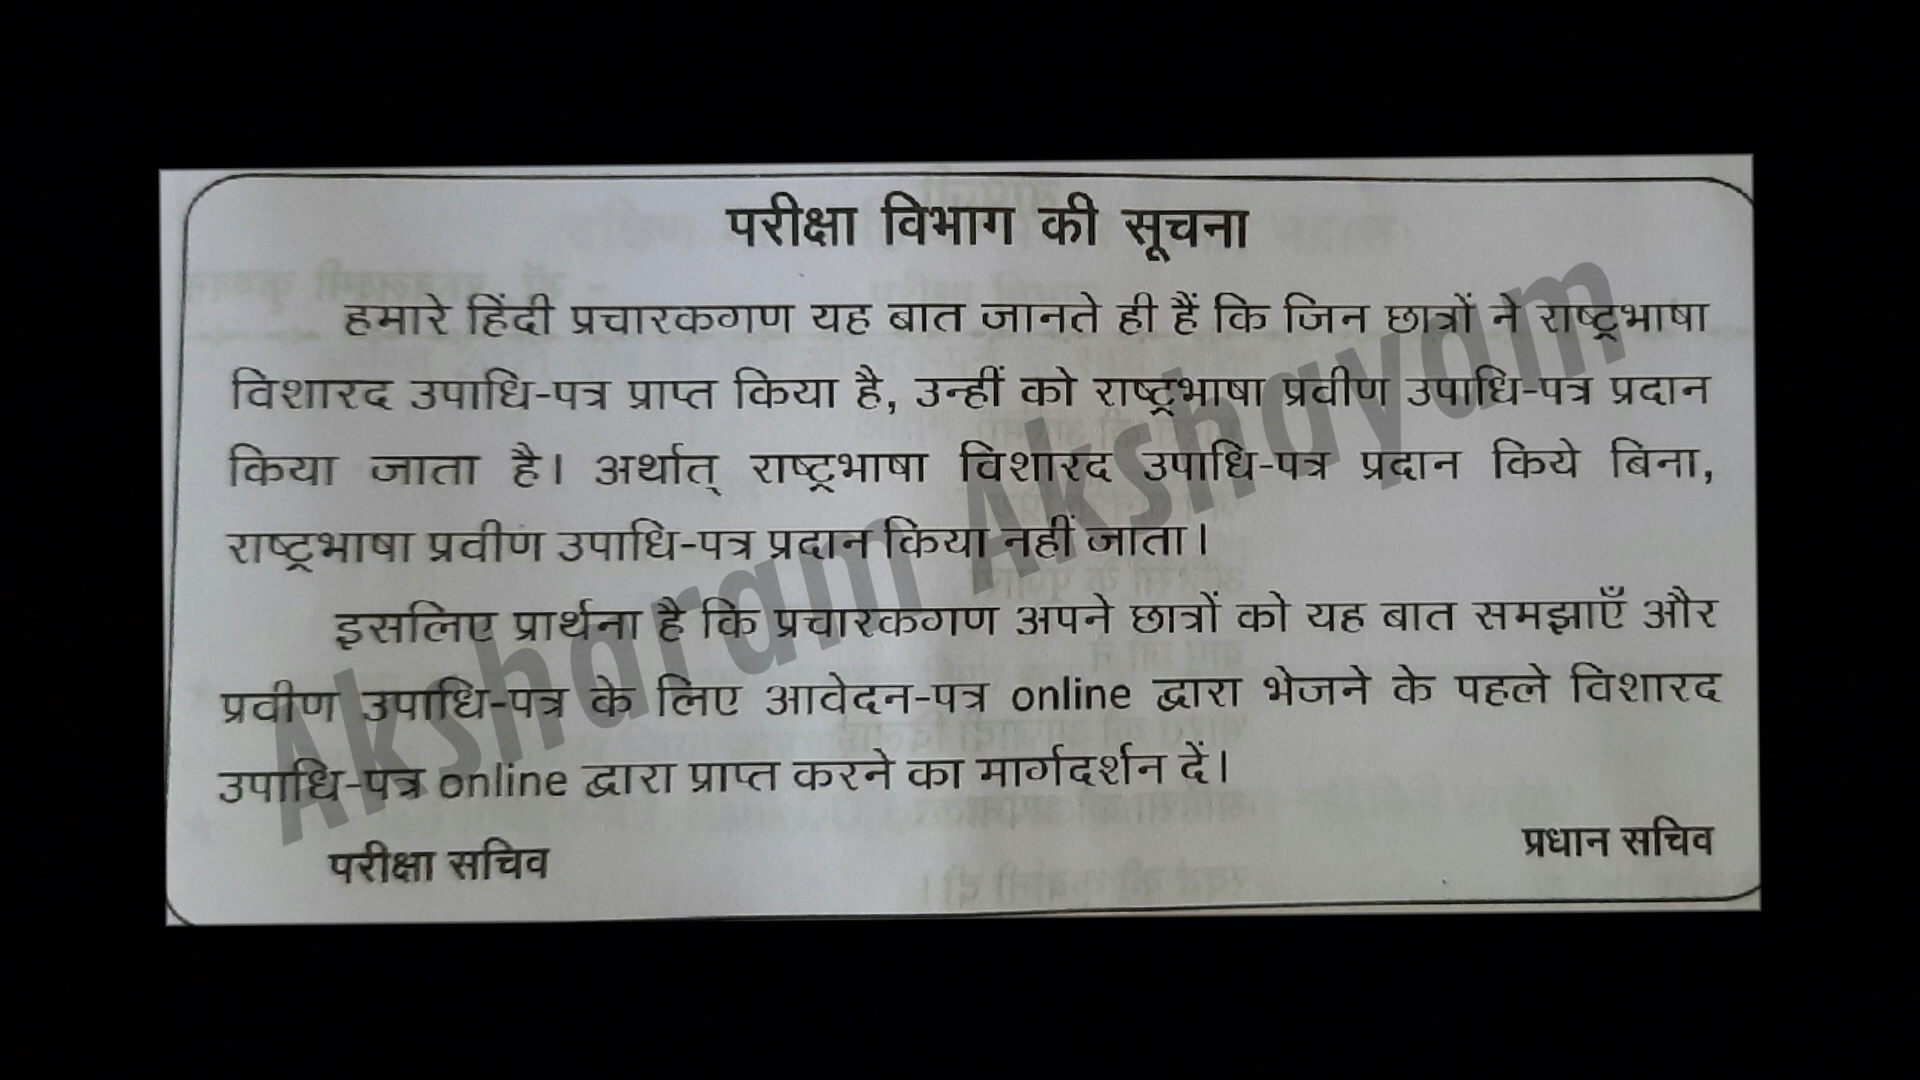 परीक्षा विभाग की सूचना
हमारे हिंदी प्रचारकगण यह बात जानते ही हैं कि जिन छात्रों ने राष्ट्रभाषा
विशारद उपाधि-पत्र प्राप्त किया है, उन्हीं को राष्ट्रभाषा प्रवीण उपाधि-पत्र प्रदान
किया जाता है। अर्थात् राष्ट्रभाषा विशारद उपाधि-पत्र प्रदान किये बिना,
राष्ट्रभाषा प्रवीण उपाधि-पत्र प्रदान किया नहीं जाता।
इसलिए प्रार्थना है कि प्रचारकगण अपने छात्रों को यह बात समझाएँ और
प्रवीण उपाधि-पत्र के लिए आवेदन-पत्र online द्वारा भेजने के पहले विशारद
उपाधि-पत्र online द्वारा प्राप्त करने का मार्गदर्शन दें।
परीक्षा सचिव
प्रधान सचिव
Aksharam Akshayam